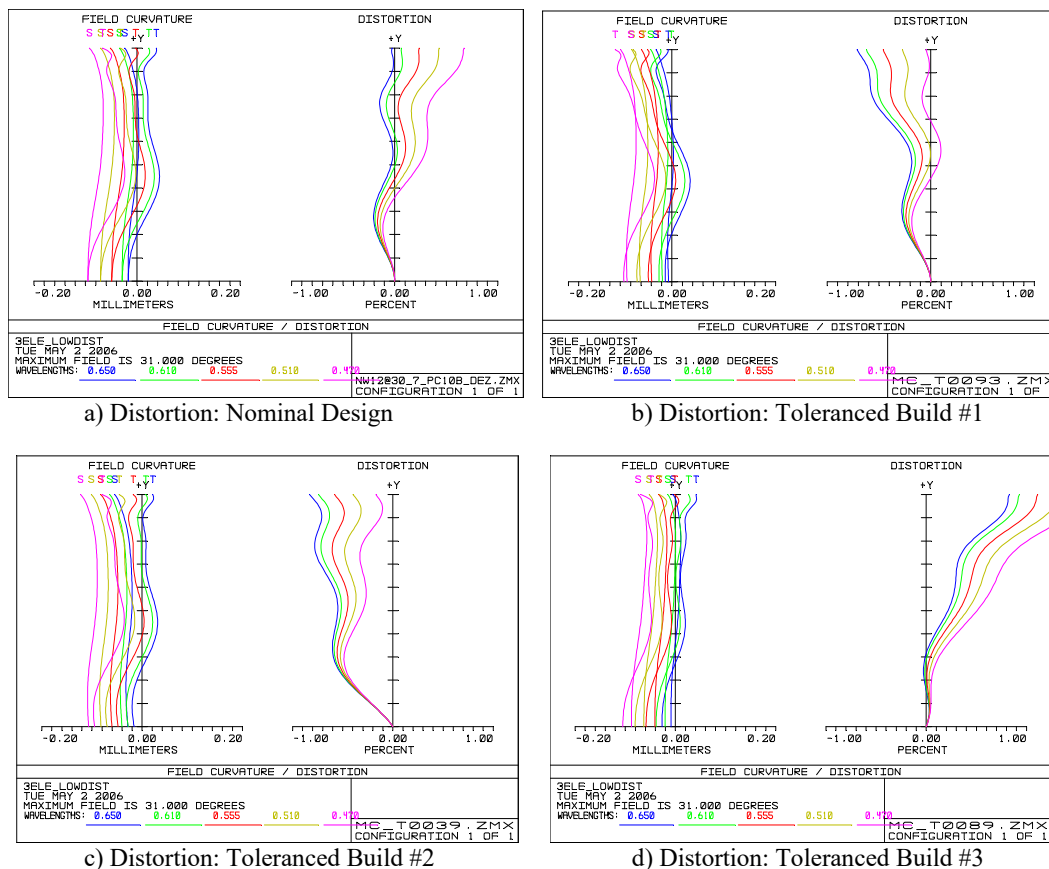 FIELD CURVATURE DISTORTION
S S T S S S S T T T
+Y +Y
-0.20 0.00 0.20 -1.00 0.00 1.00
MILLIMETERS PERCENT
FIELD CURVATURE / DISTORTION
3ELE_LOWDIST
TUE MAY 2 2006
MAXIMUM FIELD IS 31.000 DEGREES
WAVELENGTHS: 0.650 0.610 0.555 0.510 0.470
CONFIGURATION 1 OF 1
a) Distortion: Nominal Design
FIELD CURVATURE DISTORTION
+Y +Y
-0.20 0.00 0.20 -1.00 0.00 1.00
MILLIMETERS PERCENT
FIELD CURVATURE / DISTORTION
3ELE_LOWDIST
TUE MAY 2 2006
MAXIMUM FIELD IS 31.000 DEGREES
WAVELENGTHS: 0.650 0.610 0.555 0.510 0.470
MC_T0093.ZMX
CONFIGURATION 1 OF 1
b) Distortion: Toleranced Build #1
FIELD CURVATURE DISTORTION
+Y +Y
-0.20 0.00 0.20 -1.00 0.00 1.00
MILLIMETERS PERCENT
FIELD CURVATURE / DISTORTION
3ELE_LOWDIST
TUE MAY 2 2006
MAXIMUM FIELD IS 31.000 DEGREES
WAVELENGTHS: 0.650 0.610 0.555 0.510 0.470
MC_T0039.ZMX
CONFIGURATION 1 OF 1
c) Distortion: Toleranced Build #2
FIELD CURVATURE DISTORTION
+Y +Y
-0.20 0.00 0.20 -1.00 0.00 1.00
MILLIMETERS PERCENT
FIELD CURVATURE / DISTORTION
3ELE_LOWDIST
TUE MAY 2 2006
MAXIMUM FIELD IS 31.000 DEGREES
WAVELENGTHS: 0.650 0.610 0.555 0.510 0.470
MC_T0089.ZMX
CONFIGURATION 1 OF 1
d) Distortion: Toleranced Build #3